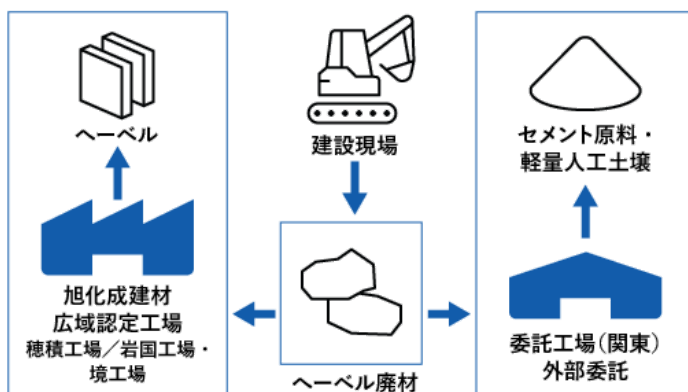 ヘーベル
旭化成建材
広域認定工場
穂積工場／岩国工場・
境工場
建設現場
ヘーベル廃材
セメント原料・
軽量人工土壌
委託工場（関東）
外部委託